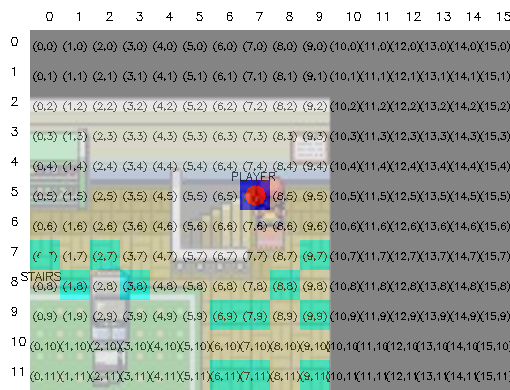 0 1 2 3 4 5 6 7 8 9 10 11 12 13 14 15
0 (0,0) (1,0) (2,0) (3,0) (4,0) (5,0) (6,0) (7,0) (8,0) (9,0) (10,0)(11,0)(12,0)(13,0)(14,0)(15,0)
1 (0,1) (1,1) (2,1) (3,1) (4,1) (5,1) (6,1) (7,1) (8,1) (9,1) (10,1)(11,1)(12,1)(13,1)(14,1)(15,1)
2 (0,2) (1,2) (2,2) (3,2) (4,2) (5,2) (6,2) (7,2) (8,2) (9,2) (10,2)(11,2)(12,2)(13,2)(14,2)(15,2)
3 (0,3) (1,3) (2,3) (3,3) (4,3) (5,3) (6,3) (7,3) (8,3) (9,3) (10,3)(11,3)(12,3)(13,3)(14,3)(15,3)
4 (0,4) (1,4) (2,4) (3,4) (4,4) (5,4) (6,4) (7,4) (8,4) (9,4) (10,4)(11,4)(12,4)(13,4)(14,4)(15,4)
PLAYER
5 (0,5) (1,5) (2,5) (3,5) (4,5) (5,5) (6,5) (8,5) (9,5) (10,5)(11,5)(12,5)(13,5)(14,5)(15,5)
6 (0,6) (1,6) (2,6) (3,6) (4,6) (5,6) (6,6) (7,6) (8,6) (9,6) (10,6)(11,6)(12,6)(13,6)(14,6)(15,6)
7 (1,7) (2,7) (3,7) (4,7) (5,7) (6,7) (7,7) (8,7) (9,7) (10,7)(11,7)(12,7)(13,7)(14,7)(15,7)
STAIRS
8 (0,8) (1,8) (2,8) (3,8) (4,8) (5,8) (6,8) (7,8) (8,8) (9,8) (10,8)(11,8)(12,8)(13,8)(14,8)(15,8)
9 (0,9) (1,9) (2,9) (3,9) (4,9) (5,9) (6,9) (7,9) (8,9) (9,9) (10,9)(11,9)(12,9)(13,9)(14,9)(15,9)
10 (0,10)(1,10)(2,10)(3,10)(4,10)(5,10)(6,10)(7,10)(8,10)(9,10)(10,10)(11,10)(12,10)(13,10)(14,10)(15,10)
11 (0,11)(1,11)(2,11)(3,11)(4,11)(5,11)(6,11)(7,11)(8,11)(9,11)(10,11)(11,11)(12,11)(13,11)(14,11)(15,11)